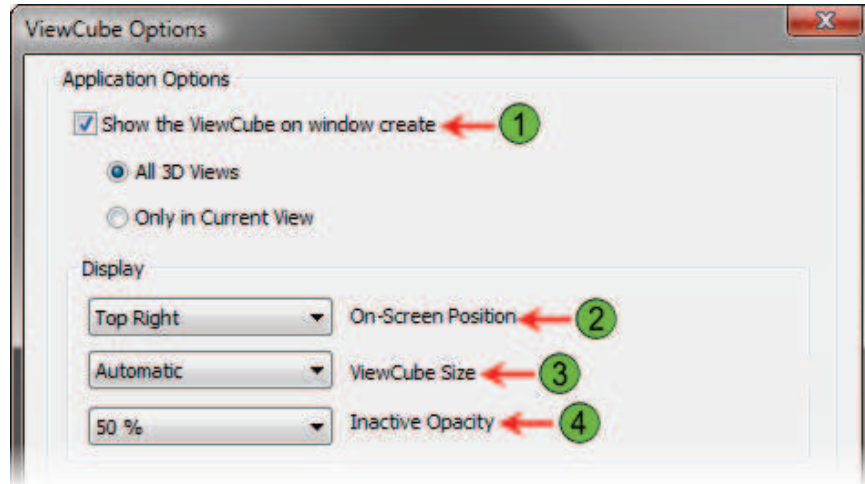 ViewCube Options
Application Options
Show the ViewCube on window create 1
All 3D Views
Only in Current View
Display
Top Right On-Screen Position 2
Automatic ViewCube Size 3
50 % Inactive Opacity 4